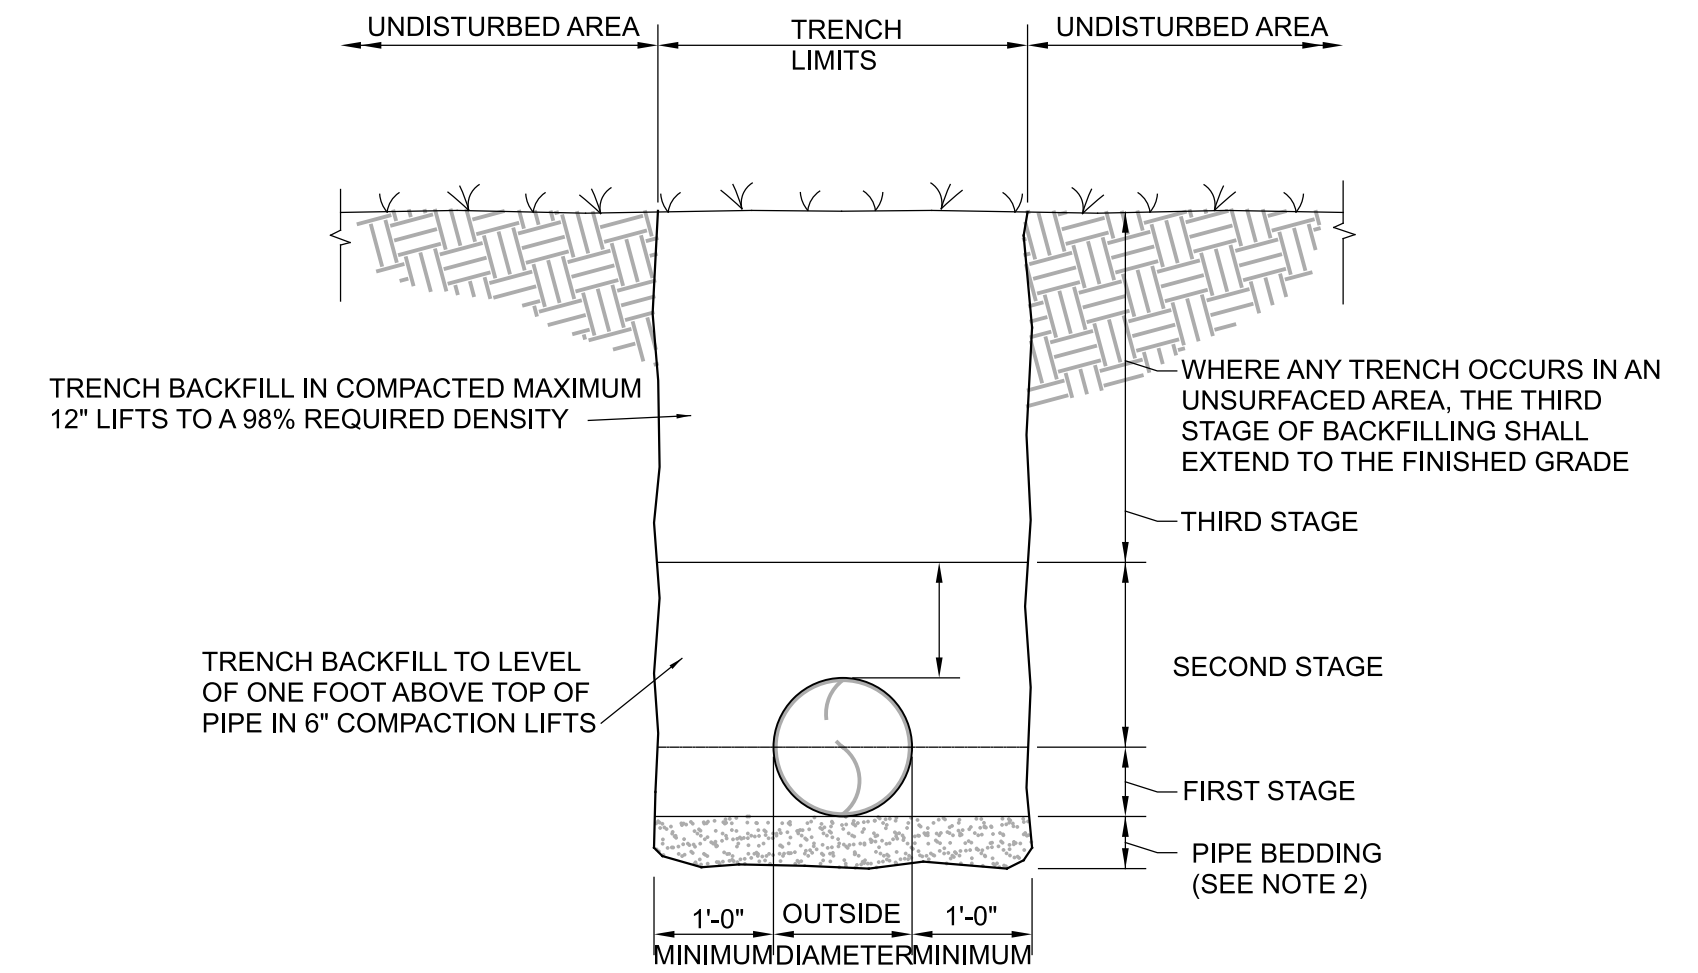 UNDISTURBED AREA
TRENCH
LIMITS
UNDISTURBED AREA
TRENCH BACKFILL IN COMPACTED MAXIMUM
12" LIFTS TO A 98% REQUIRED DENSITY
WHERE ANY TRENCH OCCURS IN AN
UNSURFACED AREA, THE THIRD
STAGE OF BACKFILLING SHALL
EXTEND TO THE FINISHED GRADE
THIRD STAGE
TRENCH BACKFILL TO LEVEL
OF ONE FOOT ABOVE TOP OF
PIPE IN 6" COMPACTION LIFTS
SECOND STAGE
FIRST STAGE
PIPE BEDDING
(SEE NOTE 2)
1'-0"
MINIMUM
OUTSIDE
DIAMETER
1'-0"
MINIMUM